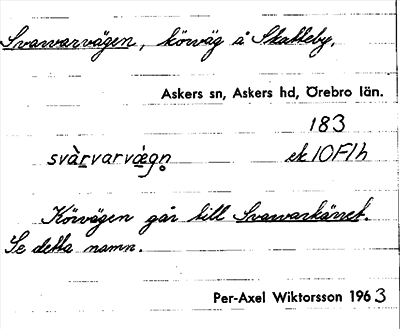 Svarvarvägen, körväg å Skatteby.
Askers sn, Askers hd, Örebro län.
183
svàrvarvägn̥ ek 10F1h
Körvägen går till Svarvarkärret.
Se detta namn.
Per-Axel Wiktorsson 1963